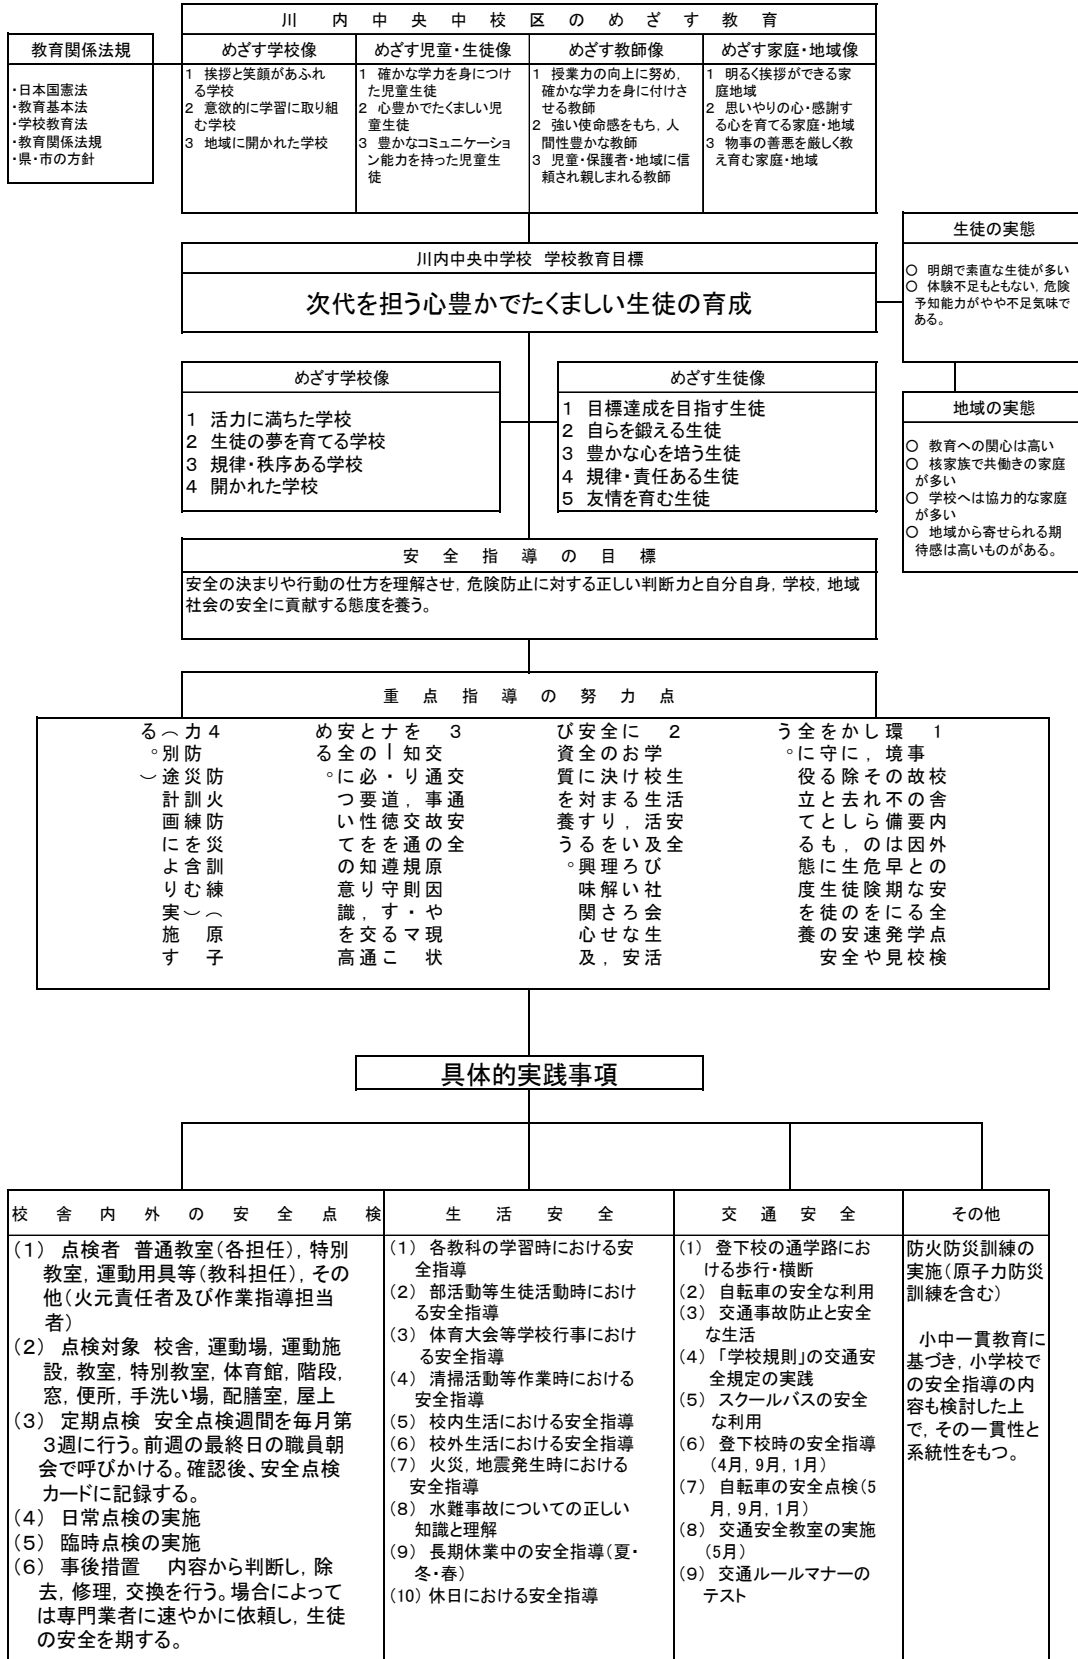 川内中央中校区のめざす教育
教育関係法規
・日本国憲法
・教育基本法
・学校教育法
・教育関係法規
・県・市の方針
めざす学校像
1　挨拶と笑顔があふれ
る学校
2　意欲的に学習に取り組
む学校
3　地域に開かれた学校
めざす児童・生徒像
1　確かな学力を身につけ
た児童生徒
2　心豊かでたくましい児
童生徒
3　豊かなコミュニケーショ
ン能力を持った児童生
徒
めざす教師像
1　授業力の向上に努め，
確かな学力を身に付けさ
せる教師
2　強い使命感をもち，人
間性豊かな教師
3　児童・保護者・地域に信
頼され親しまれる教師
めざす家庭・地域像
1　明るく挨拶ができる家
庭地域
2　思いやりの心・感謝す
る心を育てる家庭・地域
3　物事の善悪を厳しく教
え育む家庭・地域
川内中央中学校　学校教育目標
次代を担う心豊かでたくましい生徒の育成
生徒の実態
○　明朗で素直な生徒が多い
○　体験不足もともない，危険
予知能力がやや不足気味で
ある。
めざす学校像
1　活力に満ちた学校
2　生徒の夢を育てる学校
3　規律・秩序ある学校
4　開かれた学校
めざす生徒像
1　目標達成を目指す生徒
2　自らを鍛える生徒
3　豊かな心を培う生徒
4　規律・責任ある生徒
5　友情を育む生徒
地域の実態
○　教育への関心は高い
○　核家族で共働きの家庭
が多い
○　学校へは協力的な家庭
が多い
○　地域から寄せられる期
待感は高いものがある。
安全指導の目標
安全の決まりや行動の仕方を理解させ，危険防止に対する正しい判断力と自分自身，学校，地域
社会の安全に貢献する態度を養う。
重点指導の努力点
1　校舎内外の安全点検
事故の要因となる学校
環境の不備は早期に発見
し，それらの危険を速や
かに除去し，生徒の安全
を守るとともに生徒の安
全に役立てる態度を養
う。
2　生活安全
学校生活及び社会生活
における，いろいろな安
全の決まりを理解させ，
安全に対する興味関心及
び資質を養う。
3　交通安全
交通事故の原因や現状
を知り，交通規則・マ
ナー・道徳を遵守するこ
との必要性を知り，交通
安全についての意識を高
める。
4　防火防災訓練（原子
力防災訓練を含む）
（別途計画により実施す
る。）
具体的実践事項
校舎内外の安全点検
（1）　点検者　普通教室（各担任），特別
教室，運動用具等（教科担任），その
他（火元責任者及び作業指導担当
者）
（2）　点検対象　校舎，運動場，運動施
設，教室，特別教室，体育館，階段，
窓，便所，手洗い場，配膳室，屋上
（3）　定期点検　安全点検週間を毎月第
3週に行う。前週の最終日の職員朝
会で呼びかける。確認後、安全点検
カードに記録する。
（4）　日常点検の実施
（5）　臨時点検の実施
（6）　事後措置　　内容から判断し，除
去，修理，交換を行う。場合によって
は専門業者に速やかに依頼し，生徒
の安全を期する。
生活安全
（1）　各教科の学習時における安
全指導
（2）　部活動等生徒活動時におけ
る安全指導
（3）　体育大会等学校行事におけ
る安全指導
（4）　清掃活動等作業時における
安全指導
（5）　校内生活における安全指導
（6）　校外生活における安全指導
（7）　火災，地震発生時における
安全指導
（8）　水難事故についての正しい
知識と理解
（9）　長期休業中の安全指導（夏・
冬・春）
（10）休日における安全指導
交通安全
（1）　登下校の通学路にお
ける歩行・横断
（2）　自転車の安全な利用
（3）　交通事故防止と安全
な生活
（4）　「学校規則」の交通安
全規定の実践
（5）　スクールバスの安全
な利用
（6）　登下校時の安全指導
（4月，9月，1月）
（7）　自転車の安全点検（5
月，9月，1月）
（8）　交通安全教室の実施
（5月）
（9）　交通ルールマナーの
テスト
その他
防火防災訓練の
実施（原子力防災
訓練を含む）
小中一貫教育に
基づき，小学校で
の安全指導の内
容も検討した上
で，その一貫性と
系統性をもつ。